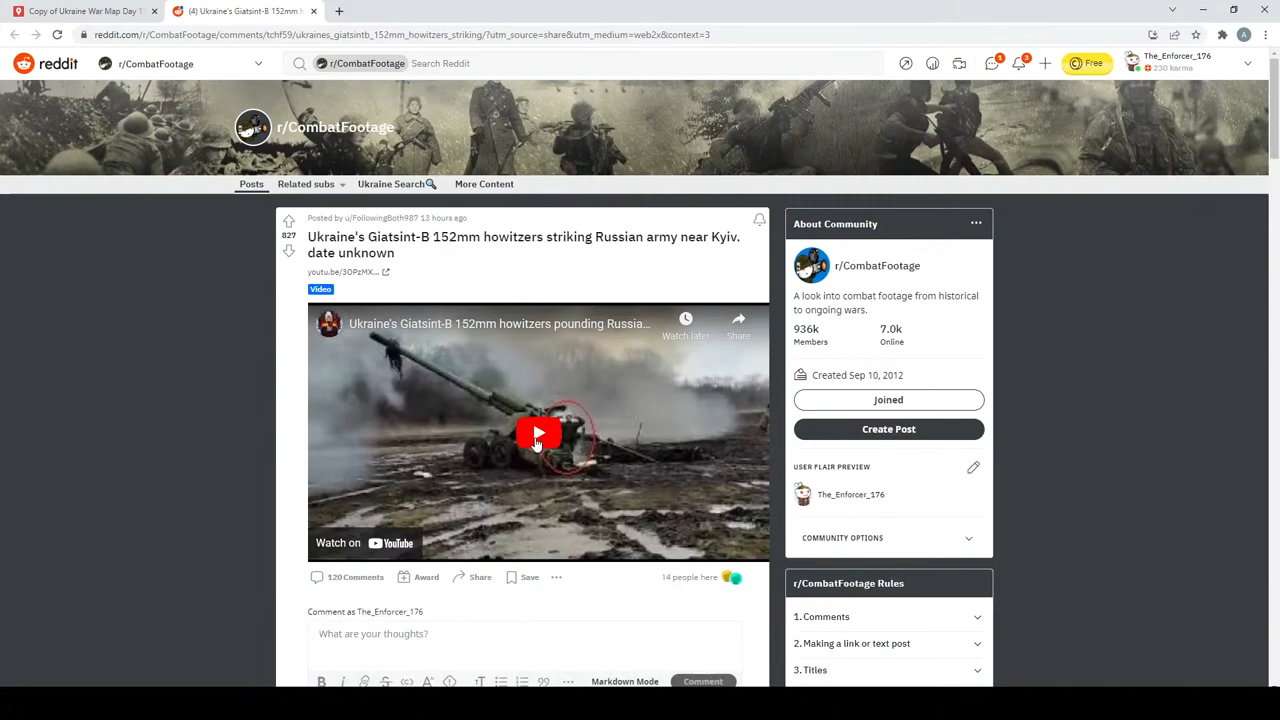 Copy of Ukraine War Map Day 1
(4) Ukraine's Giatsint-B 152mm h
reddit.com/r/CombatFootage/comments/tchf59/ukraines_giatsintb_152mm_howitzers_striking/?utm_source=share&utm_medium=web2x&context=3
A
reddit
r/CombatFootage
r/CombatFootage
Search Reddit
1
3
Free
The_Enforcer_176
230 karma
r/CombatFootage
Posts
Related subs
Ukraine Search🔍
More Content
Posted by u/FollowingBoth987 13 hours ago
827
Ukraine's Giatsint-B 152mm howitzers striking Russian army near Kyiv.
date unknown
youtu.be/3OPzMX...
Video
Ukraine's Giatsint-B 152mm howitzers pounding Russia...
Watch later
Share
Watch on YouTube
120 Comments
Award
Share
Save
14 people here
Comment as The_Enforcer_176
What are your thoughts?
B
i
Markdown Mode
Comment
About Community
r/CombatFootage
A look into combat footage from historical
to ongoing wars.
936k
7.0k
Members
Online
Created Sep 10, 2012
Joined
Create Post
USER FLAIR PREVIEW
The_Enforcer_176
COMMUNITY OPTIONS
r/CombatFootage Rules
1. Comments
2. Making a link or text post
3. Titles